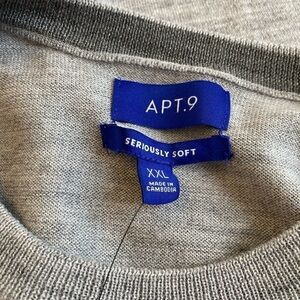 APT.9
SERIOUSLY SOFT
XXL
MADE IN
CAMBODIA